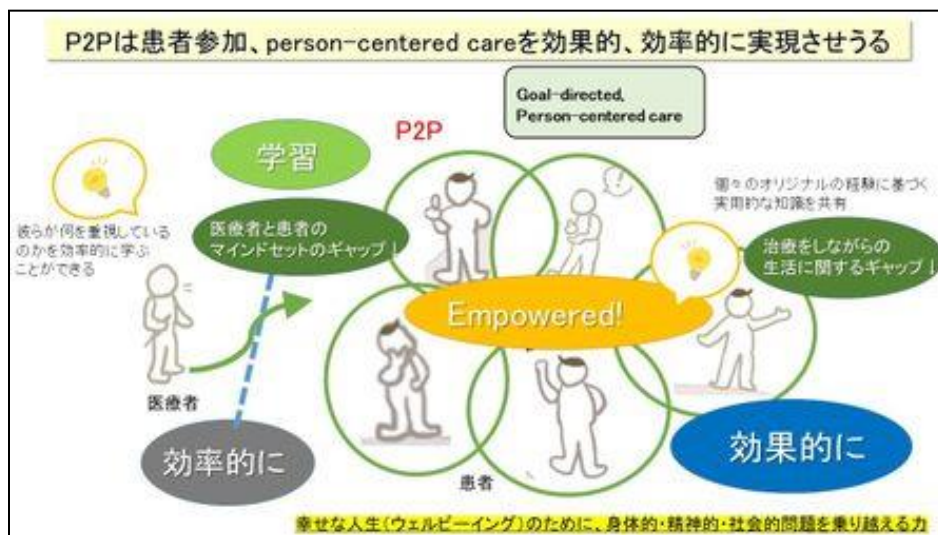 P2Pは患者参加、person-centered careを効果的、効率的に実現させうる
Goal-directed,
Person-centered care
P2P
学習
個々のオリジナルの経験に基づく
実用的な知識を共有
医療者と患者の
マインドセットのギャップ↓
彼らが何を重視している
のかを効率的に学ぶ
ことができる
治療をしながらの
生活に関するギャップ↓
Empowered!
医療者
効率的に
効果的に
患者
幸せな人生(ウェルビーイング)のために、身体的・精神的・社会的問題を乗り越える力